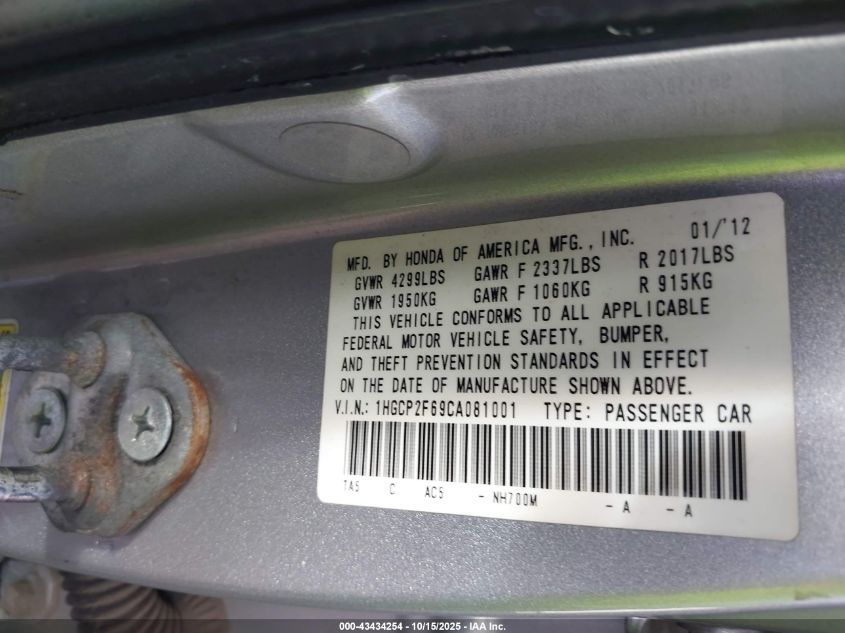 MFD. BY HONDA OF AMERICA MFG., INC. 01/'12
GVWR 4299LBS GAWR F 2337LBS R 2017LBS
GVWR 1950KG GAWR F 1060KG R 915KG
THIS VEHICLE CONFORMS TO ALL APPLICABLE
FEDERAL MOTOR VEHICLE SAFETY, BUMPER,
AND THEFT PREVENTION STANDARDS IN EFFECT
ON THE DATE OF MANUFACTURE SHOWN ABOVE.
V.I.N.: 1HGCP2F69CA081001 TYPE: PASSENGER CAR
TA5 C AC5 - NH700M - A - A
000-43434254 - 10/15/2025 - IAA Inc.